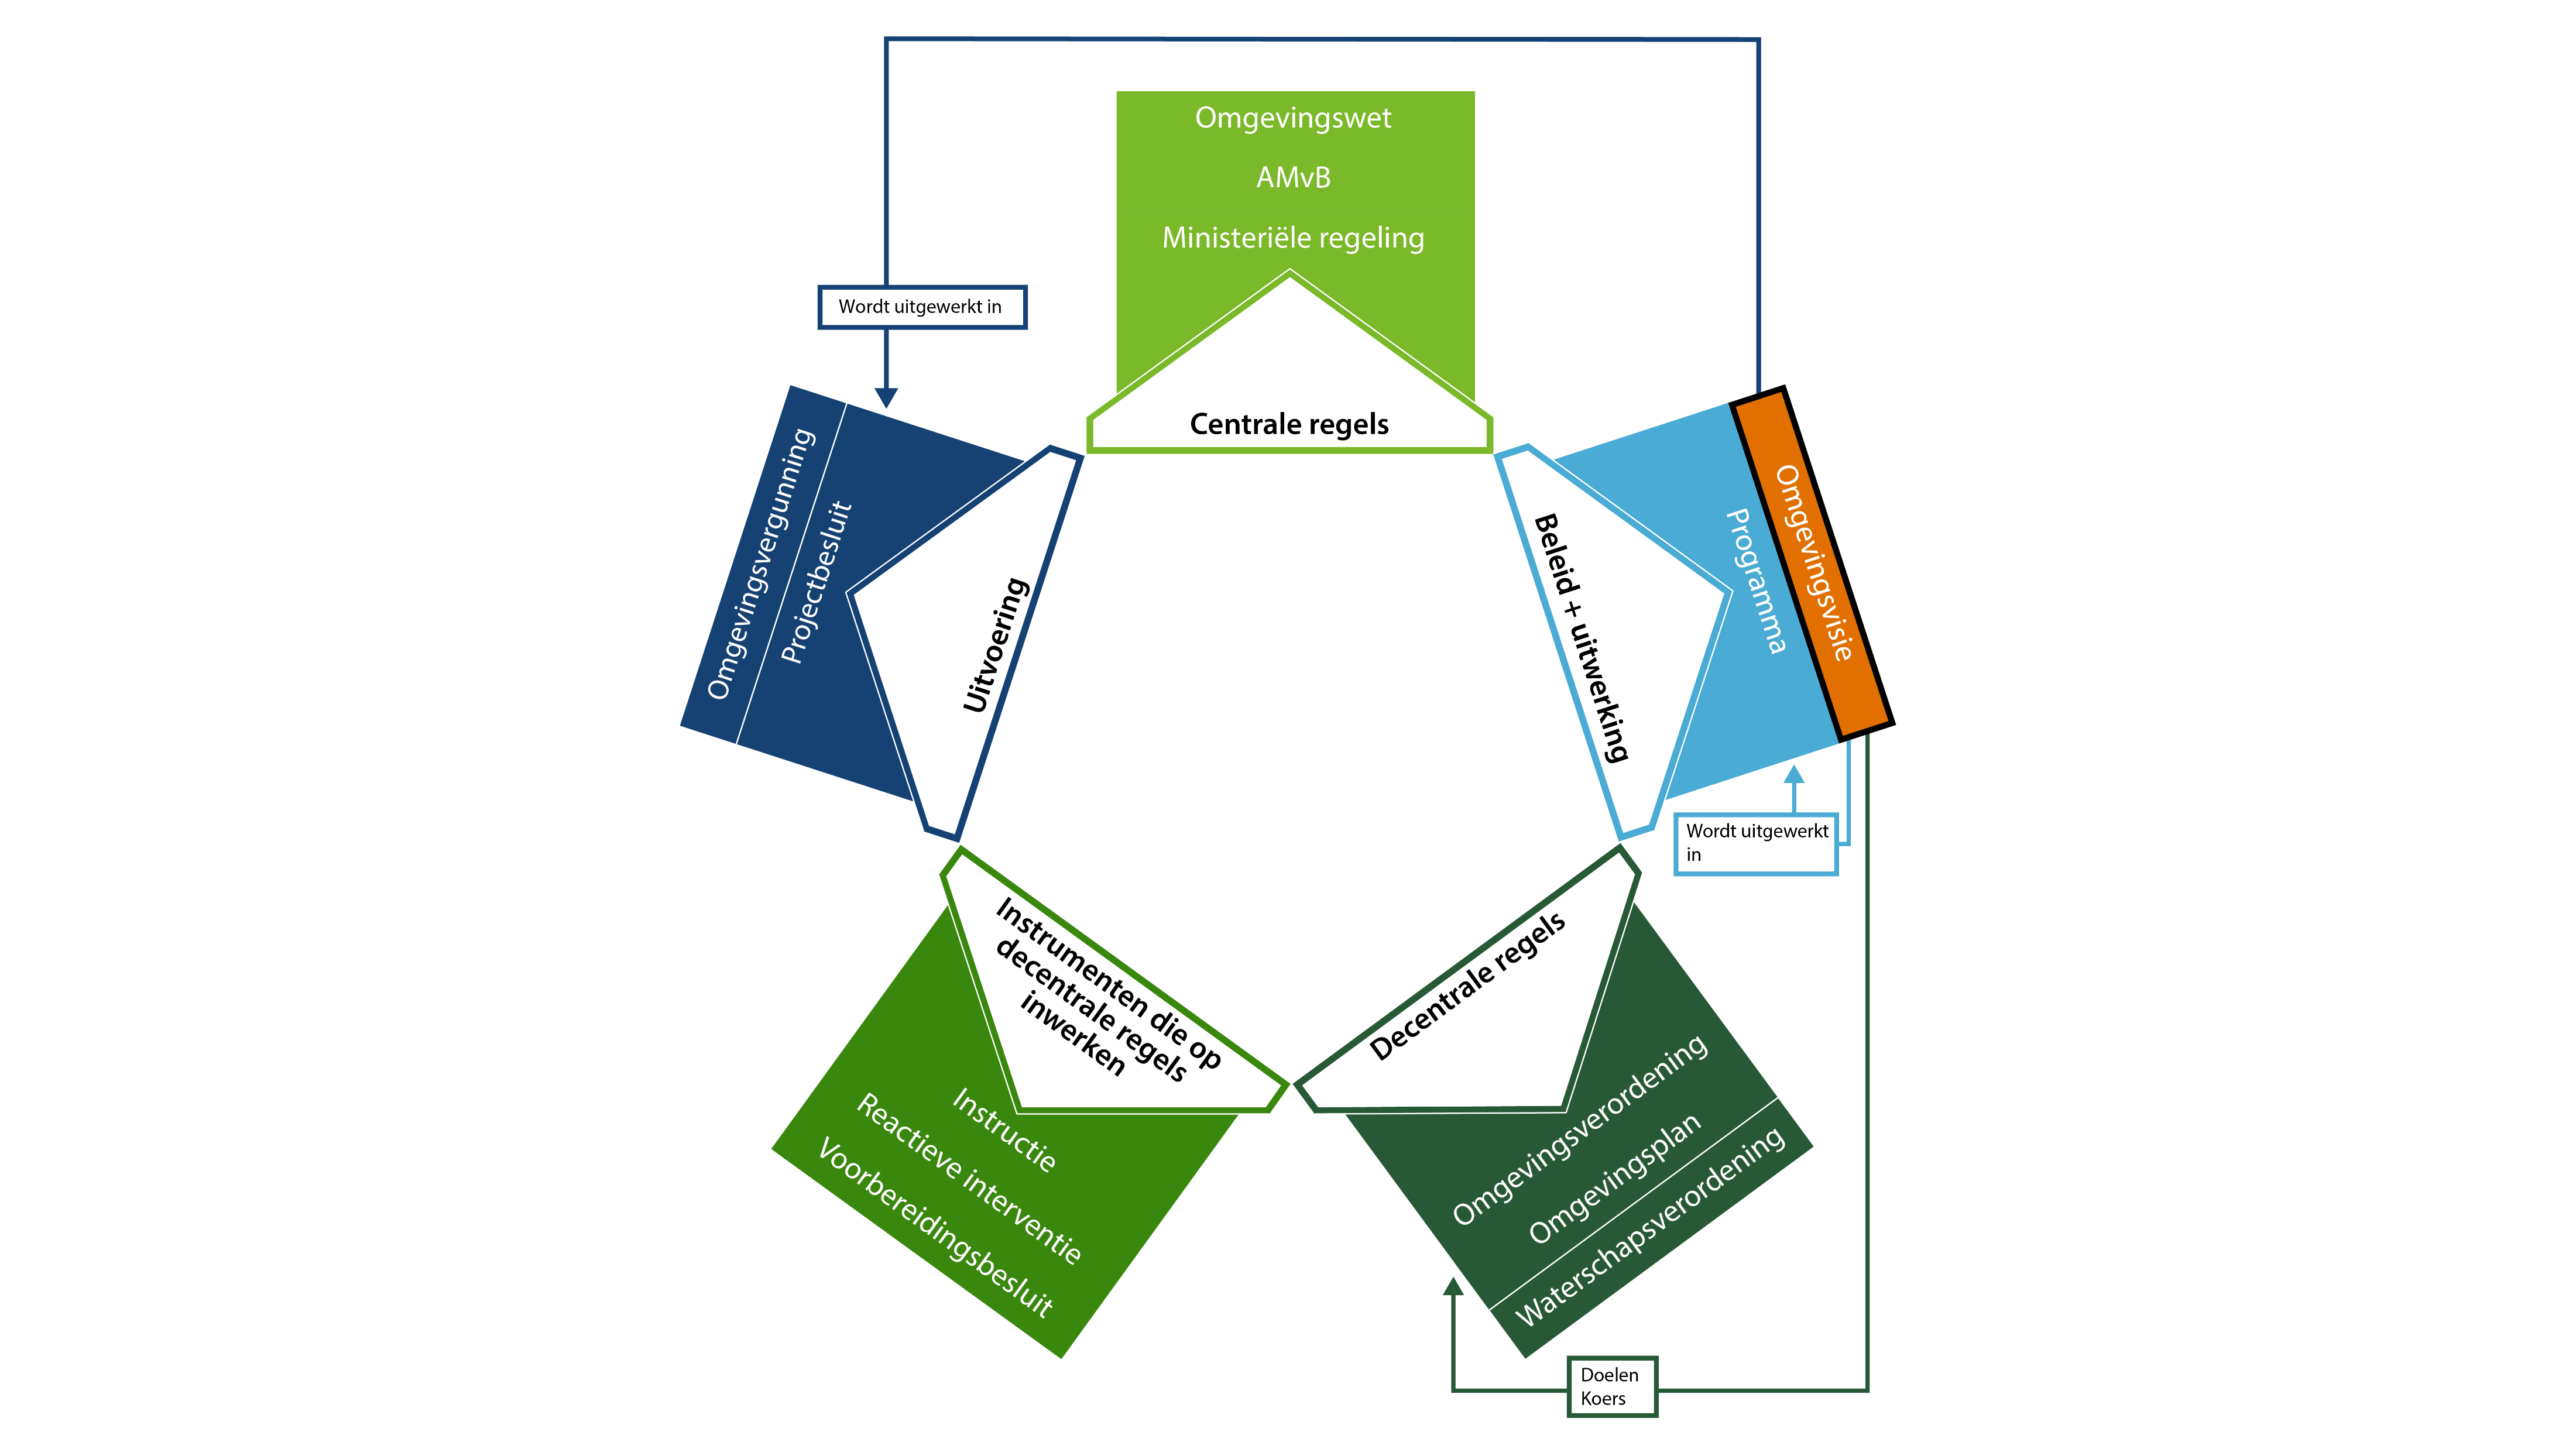 Omgevingswet
AMvB
Ministeriële regeling
Centrale regels
Wordt uitgewerkt in
Omgevingsvergunning
Projectbesluit
Uitvoering
Beleid + uitwerking
Programma
Omgevingsvisie
Wordt uitgewerkt
in
Instrumenten die op
decentrale regels
inwerken
Instructie
Reactieve interventie
Voorbereidingsbesluit
Decentrale regels
Omgevingsverordening
Omgevingsplan
Waterschapsverordening
Doelen
Koers